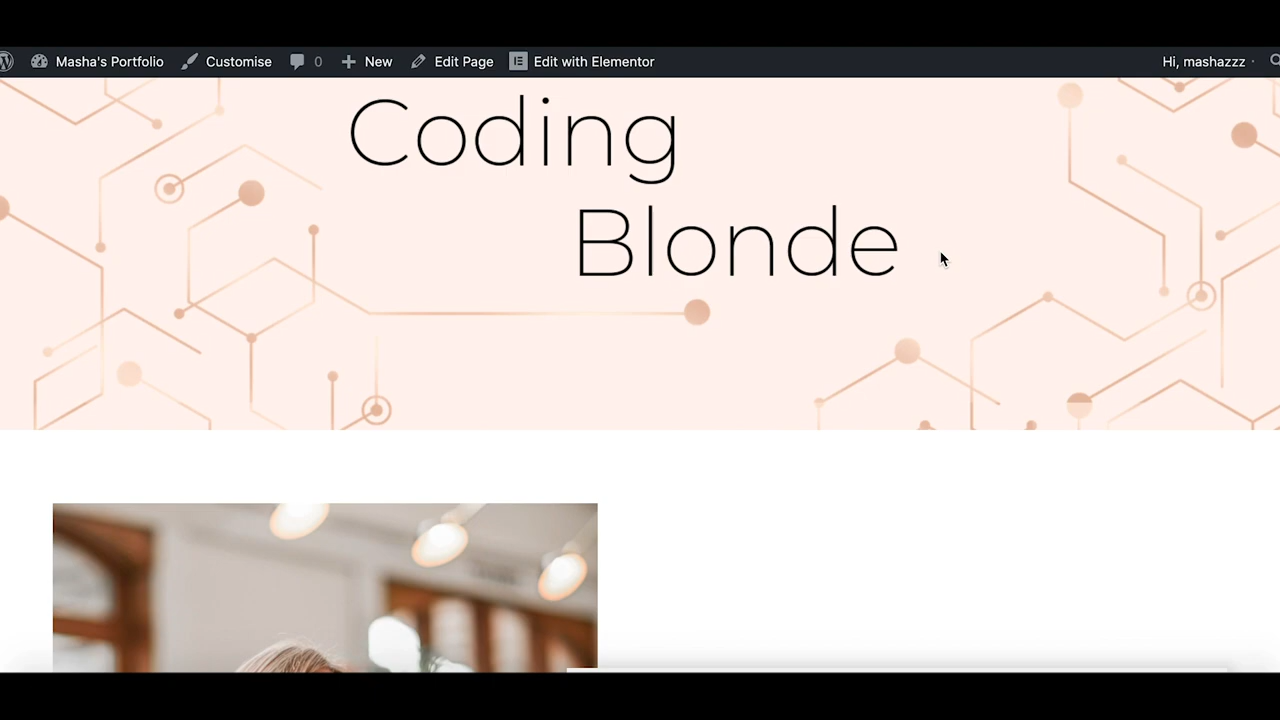 Masha's Portfolio Customise 0 New Edit Page Edit with Elementor Hi, mashazzz
Coding
Blonde